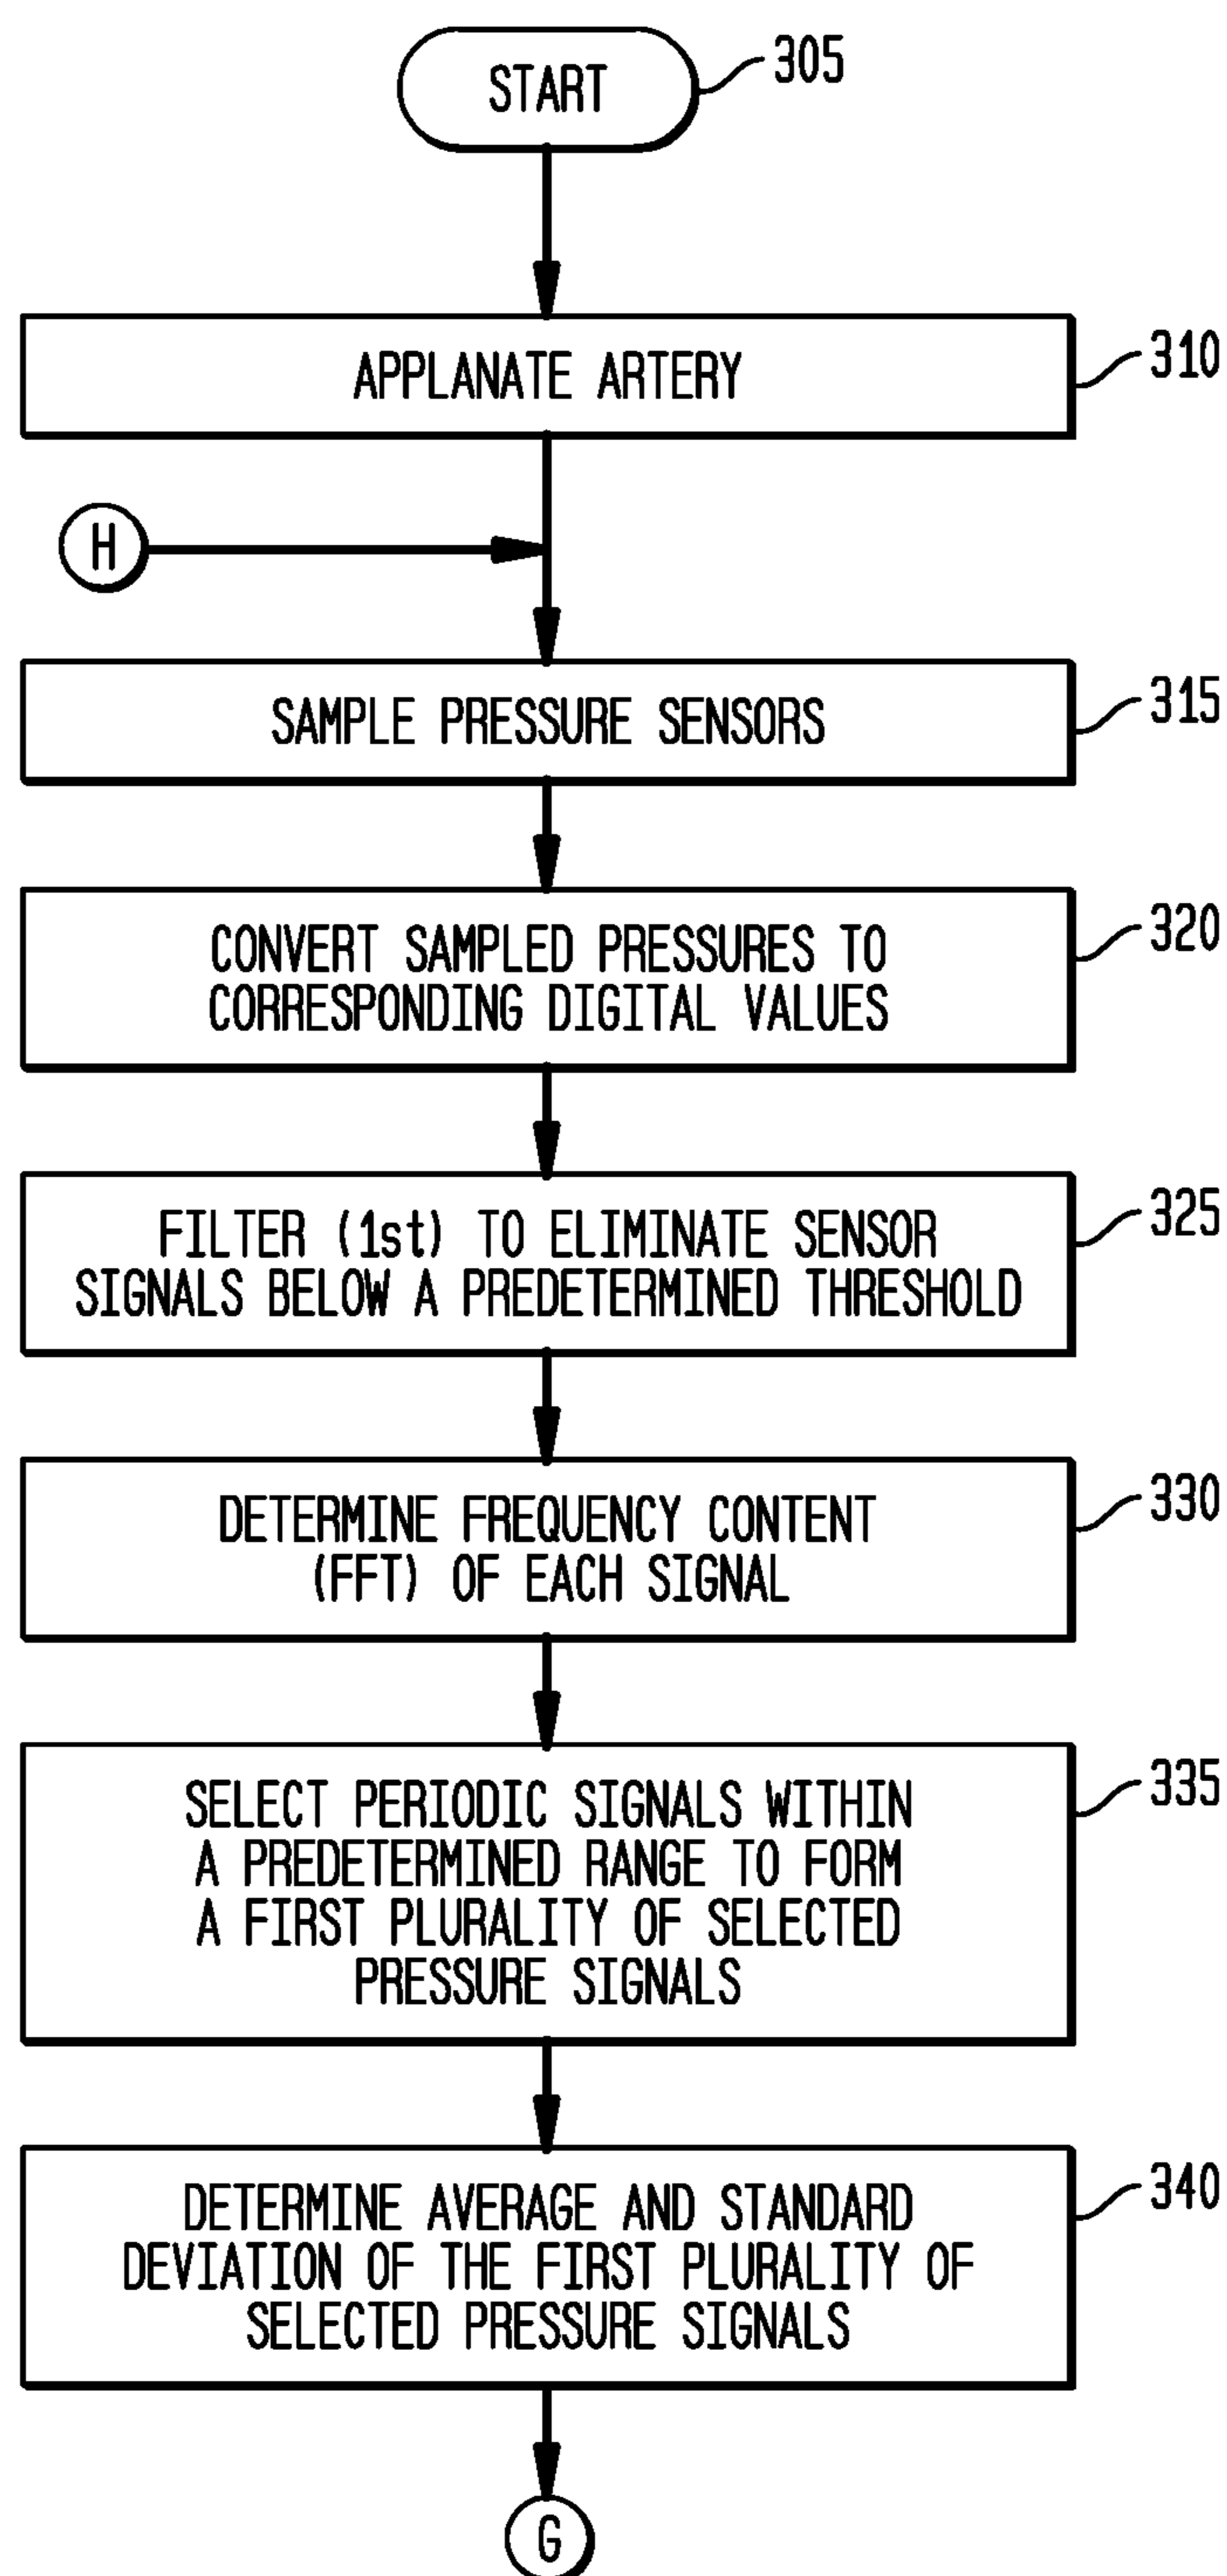 START
305
APPLANATE ARTERY
310
H
SAMPLE PRESSURE SENSORS
315
CONVERT SAMPLED PRESSURES TO
CORRESPONDING DIGITAL VALUES
320
FILTER (1st) TO ELIMINATE SENSOR
SIGNALS BELOW A PREDETERMINED THRESHOLD
325
DETERMINE FREQUENCY CONTENT
(FFT) OF EACH SIGNAL
330
SELECT PERIODIC SIGNALS WITHIN
A PREDETERMINED RANGE TO FORM
A FIRST PLURALITY OF SELECTED
PRESSURE SIGNALS
335
DETERMINE AVERAGE AND STANDARD
DEVIATION OF THE FIRST PLURALITY OF
SELECTED PRESSURE SIGNALS
340
G